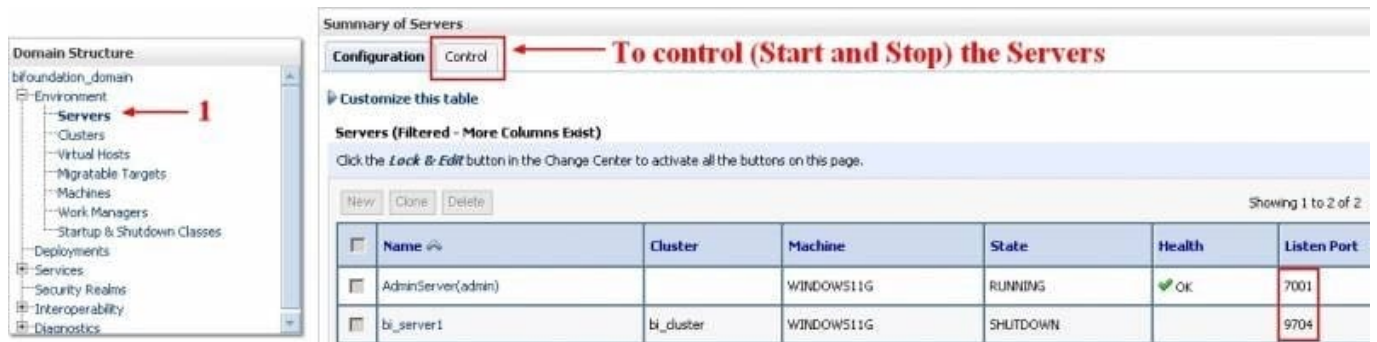 Domain Structure
bifoundation_domain
Environment
Servers
1
Clusters
Virtual Hosts
Migratable Targets
Machines
Work Managers
Startup & Shutdown Classes
Deployments
Services
Security Realms
Interoperability
Diagnostics
Summary of Servers
Configuration Control To control (Start and Stop) the Servers
Customize this table
Servers (Filtered - More Columns Exist)
Click the Lock & Edit button in the Change Center to activate all the buttons on this page.
New Clone Delete Showing 1 to 2 of 2
Name Cluster Machine State Health Listen Port
AdminServer(admin) WINDOWS11G RUNNING OK 7001
bi_server1 bi_cluster WINDOWS11G SHUTDOWN 9704